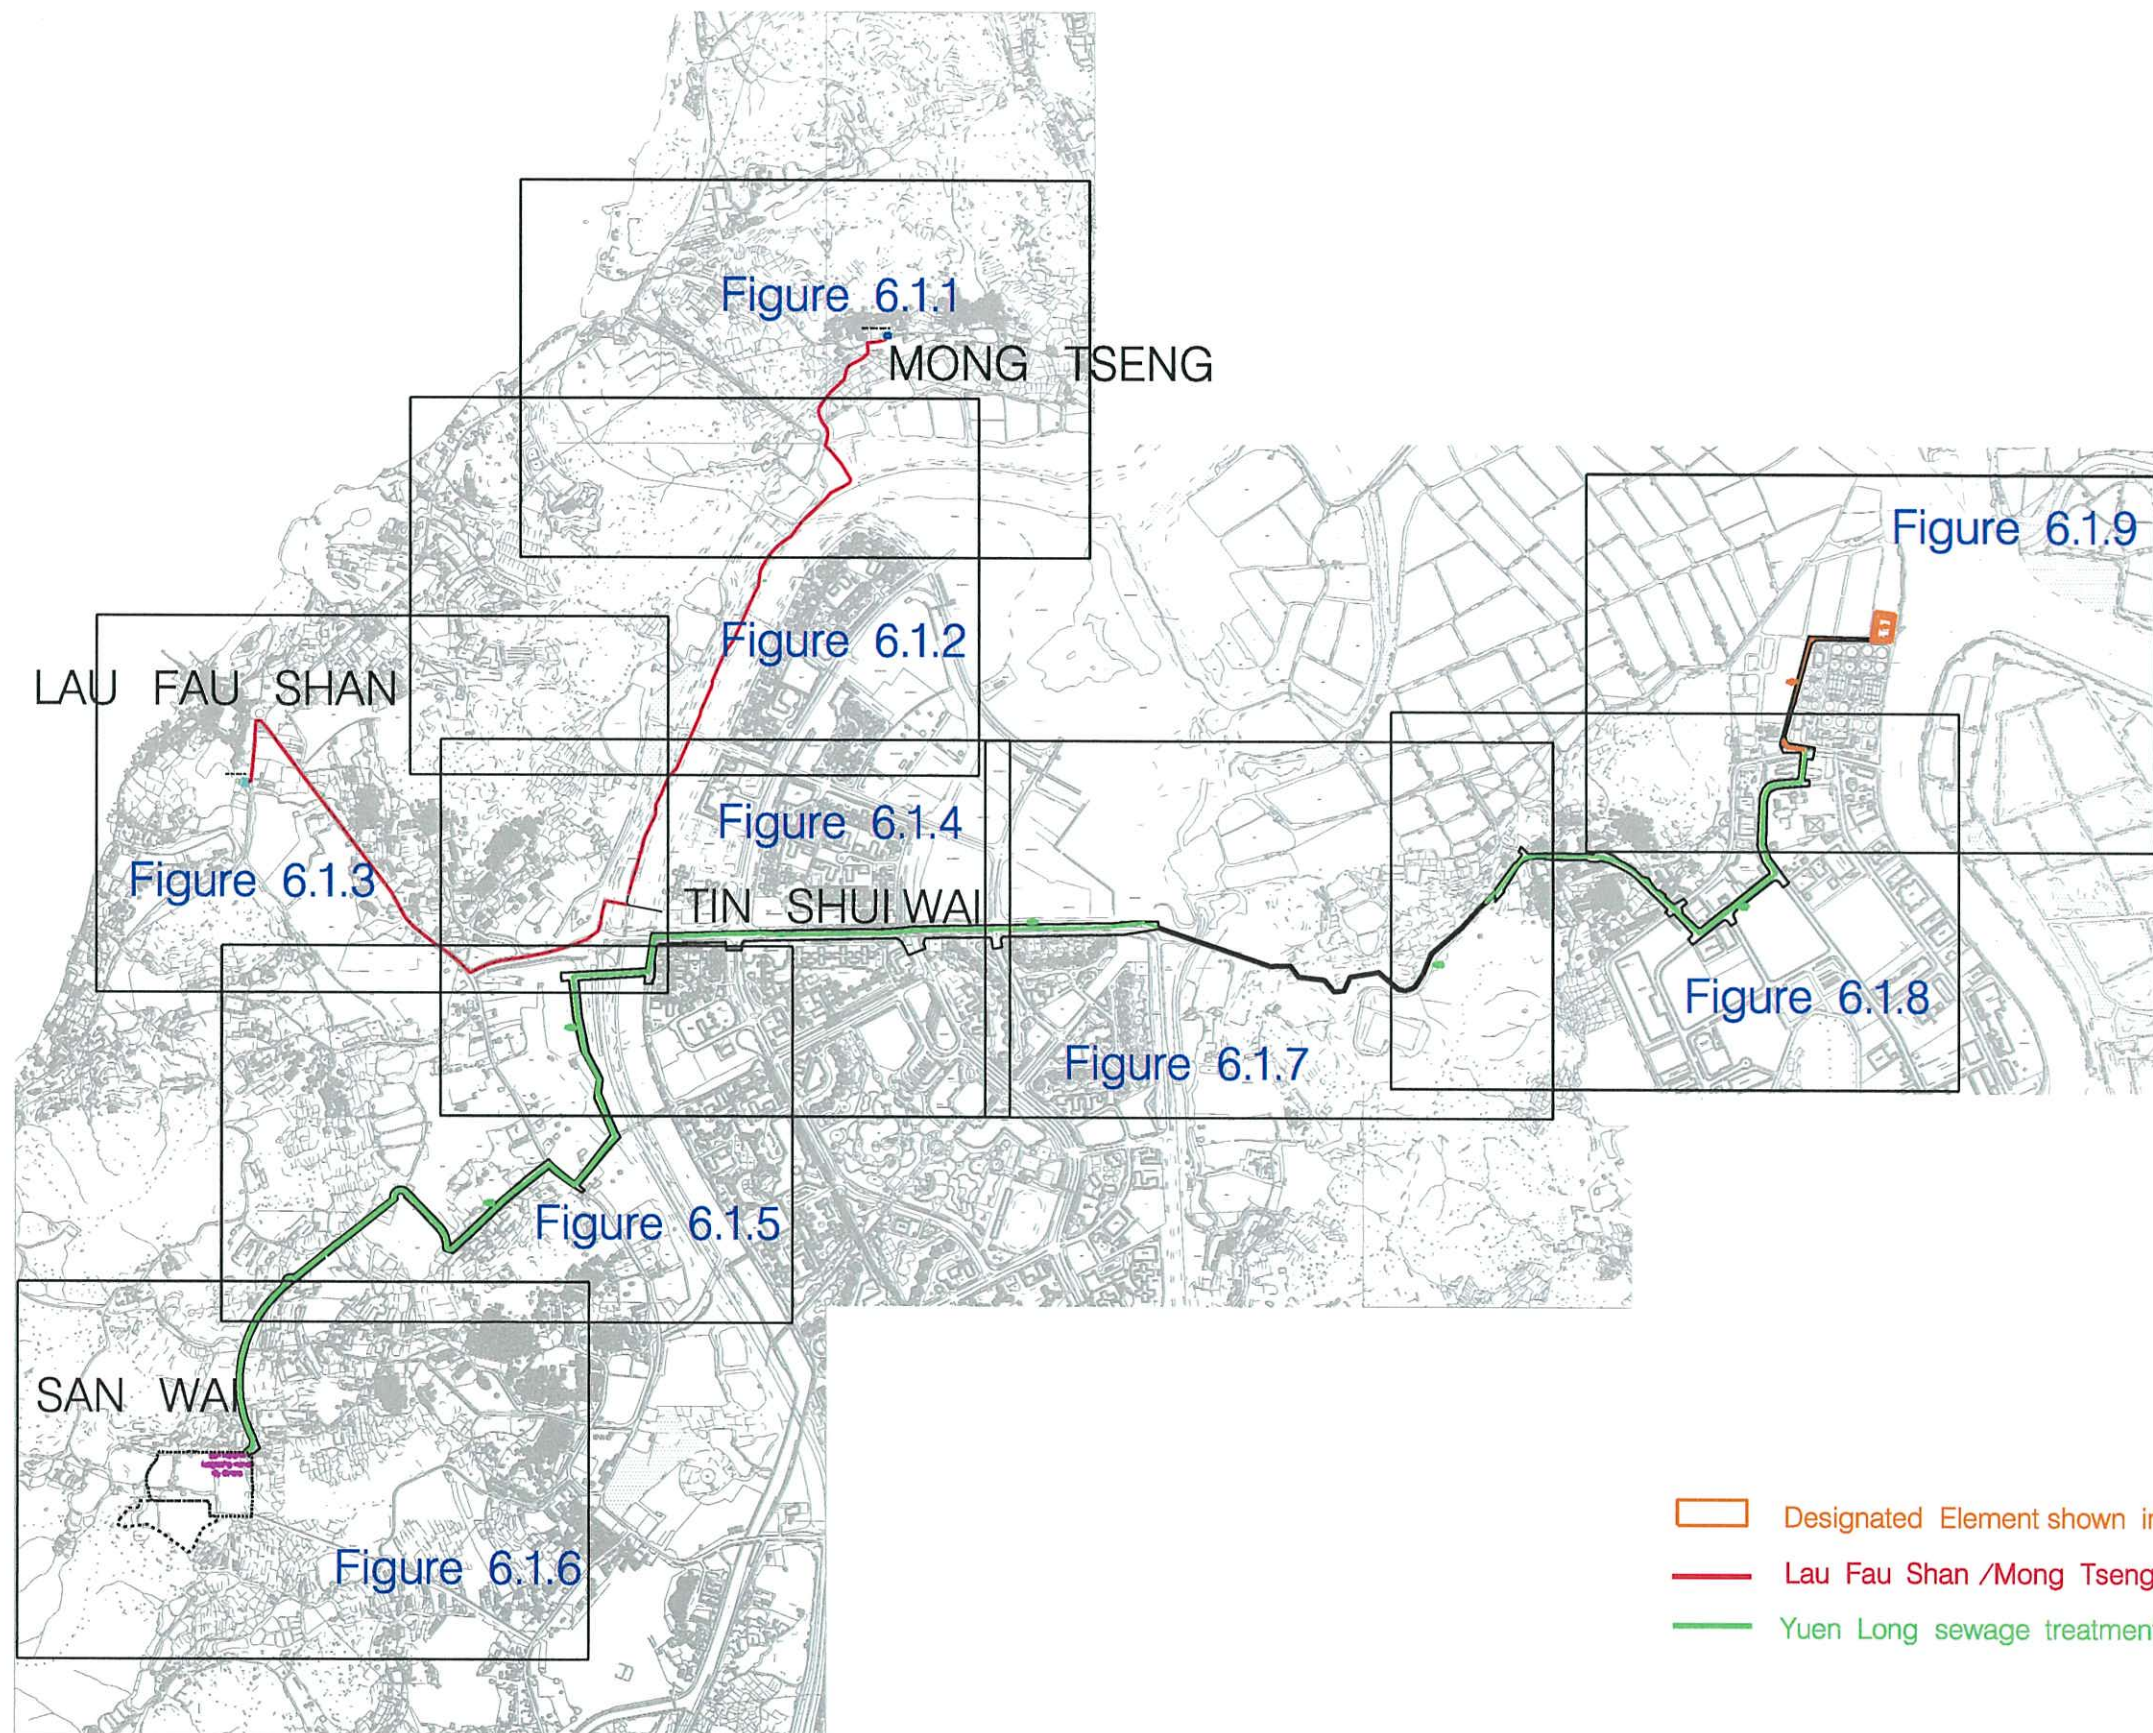 Figure 6.1.1
MONG TSENG
Figure 6.1.9
Figure 6.1.2
LAU FAU SHAN
Figure 6.1.4
Figure 6.1.3
TIN SHUI WAI
Figure 6.1.8
Figure 6.1.7
Figure 6.1.5
SAN WAI
Figure 6.1.6
Designated Element shown
Lau Fau Shan /Mong Tseng
Yuen Long sewage